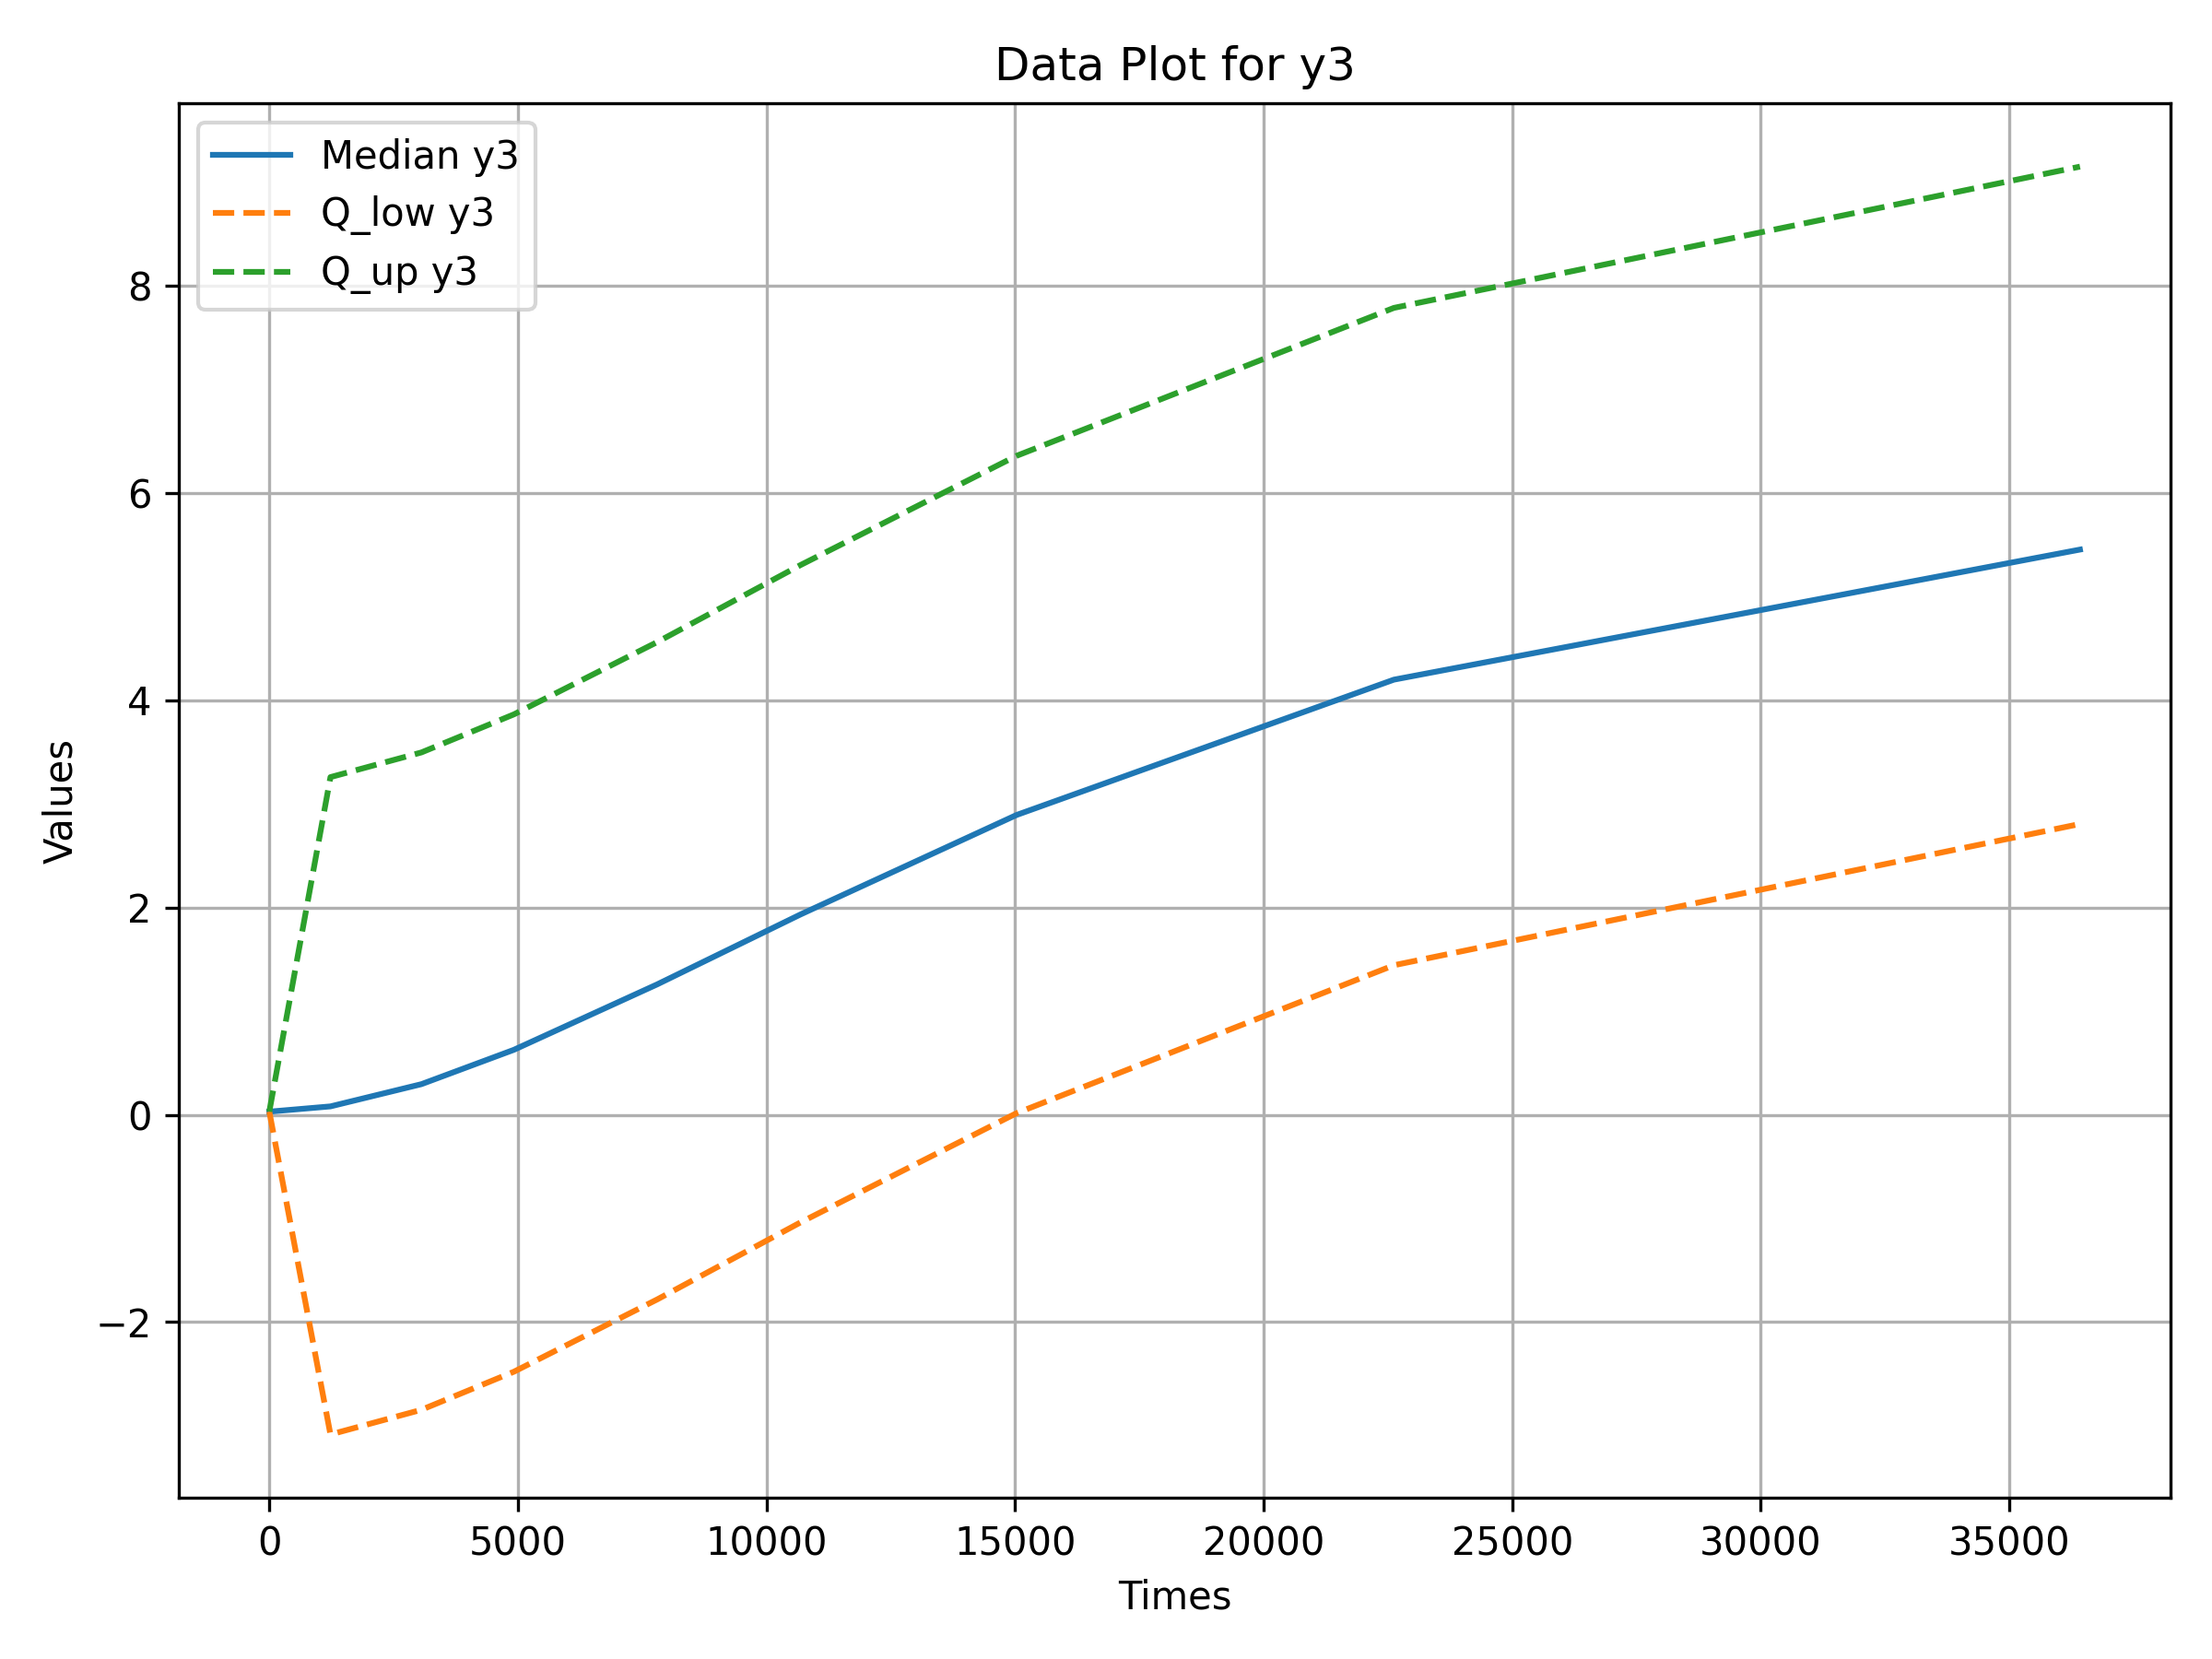 Data Plot for y3
Median y3
Q_low y3
Q_up y3
8
6
4
2
0
−2
Values
0 5000 10000 15000 20000 25000 30000 35000
Times